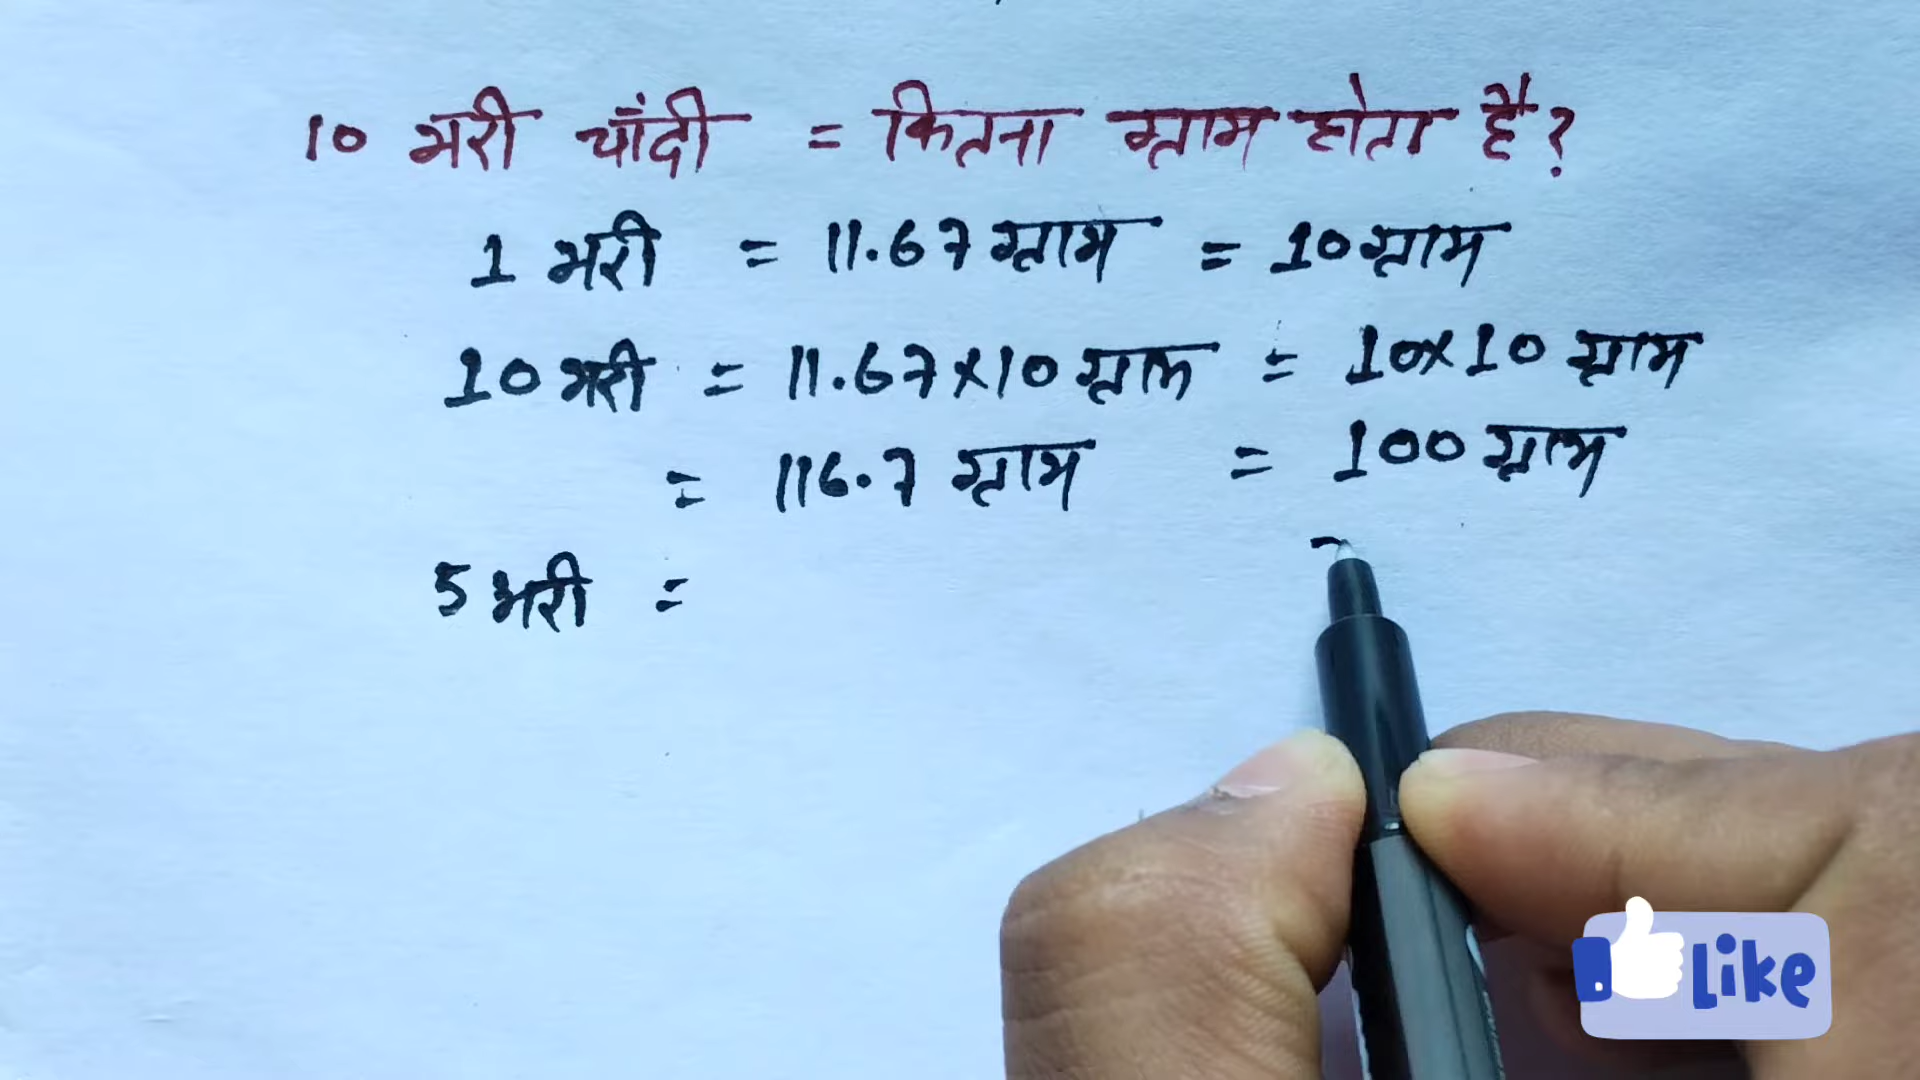 10 भरी चाँदी = कितना ग्राम होता है?
1 भरी = 11.67 ग्राम = 10 ग्राम
10 भरी = 11.67×10 ग्राम = 10×10 ग्राम
= 116.7 ग्राम = 100 ग्राम
5 भरी =
Like